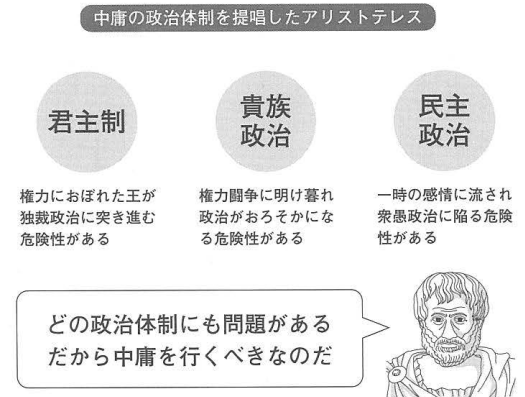 中庸の政治体制を提唱したアリストテレス
君主制
貴族
政治
民主
政治
権力におぼれた王が
独裁政治に突き進む
危険性がある
権力闘争に明け暮れ
政治がおろそかにな
る危険性がある
一時の感情に流され
衆愚政治に陥る危険
性がある
どの政治体制にも問題がある
だから中庸を行くべきなのだ